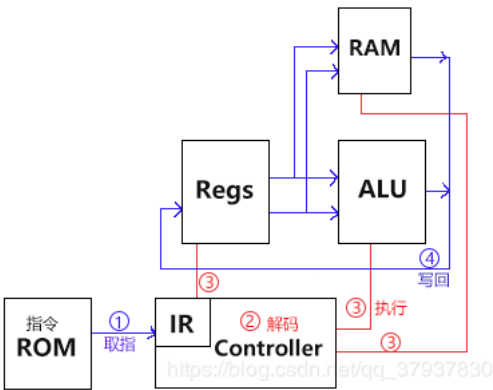 RAM
Regs
ALU
④
写回
③
③ 执行
指令
ROM
①
取指
IR
② 解码
Controller
③
https://blog.csdn.net/qq_37937830